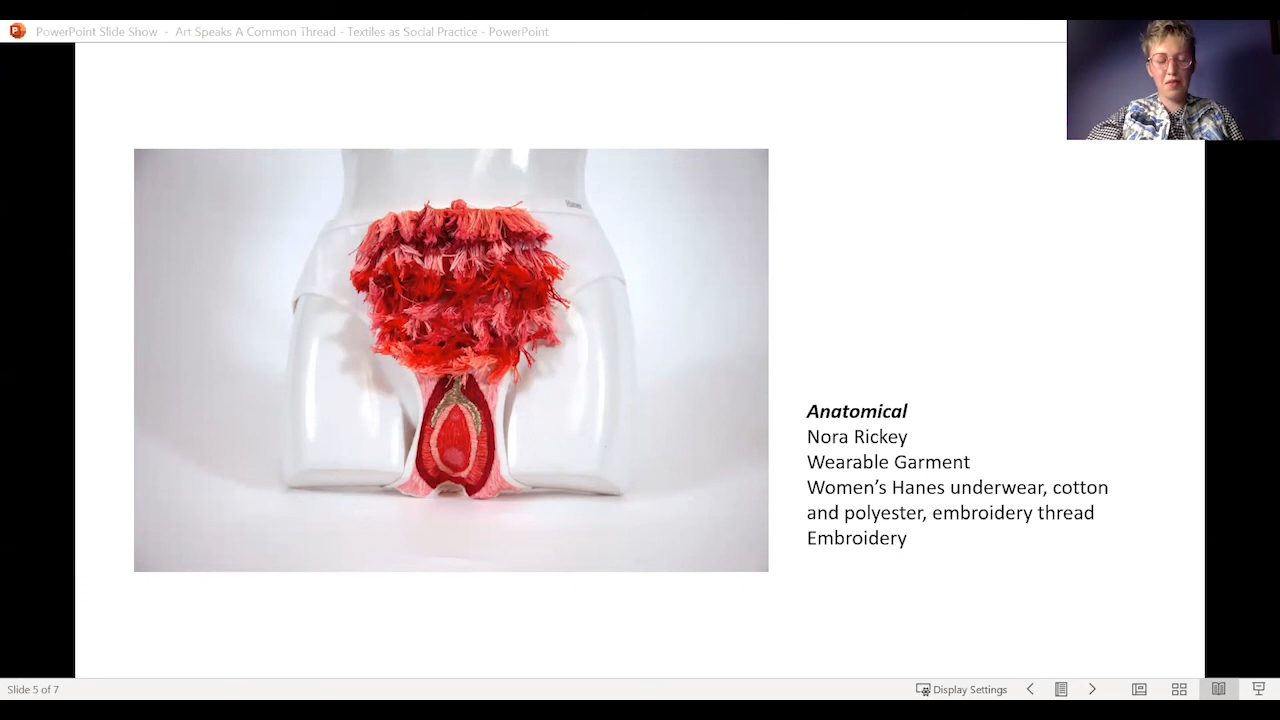 PowerPoint Slide Show - Art Speaks A Common Thread - Textiles as Social Practice - PowerPoint
Hanes
Anatomical
Nora Rickey
Wearable Garment
Women's Hanes underwear, cotton
and polyester, embroidery thread
Embroidery
Slide 5 of 7
Display Settings